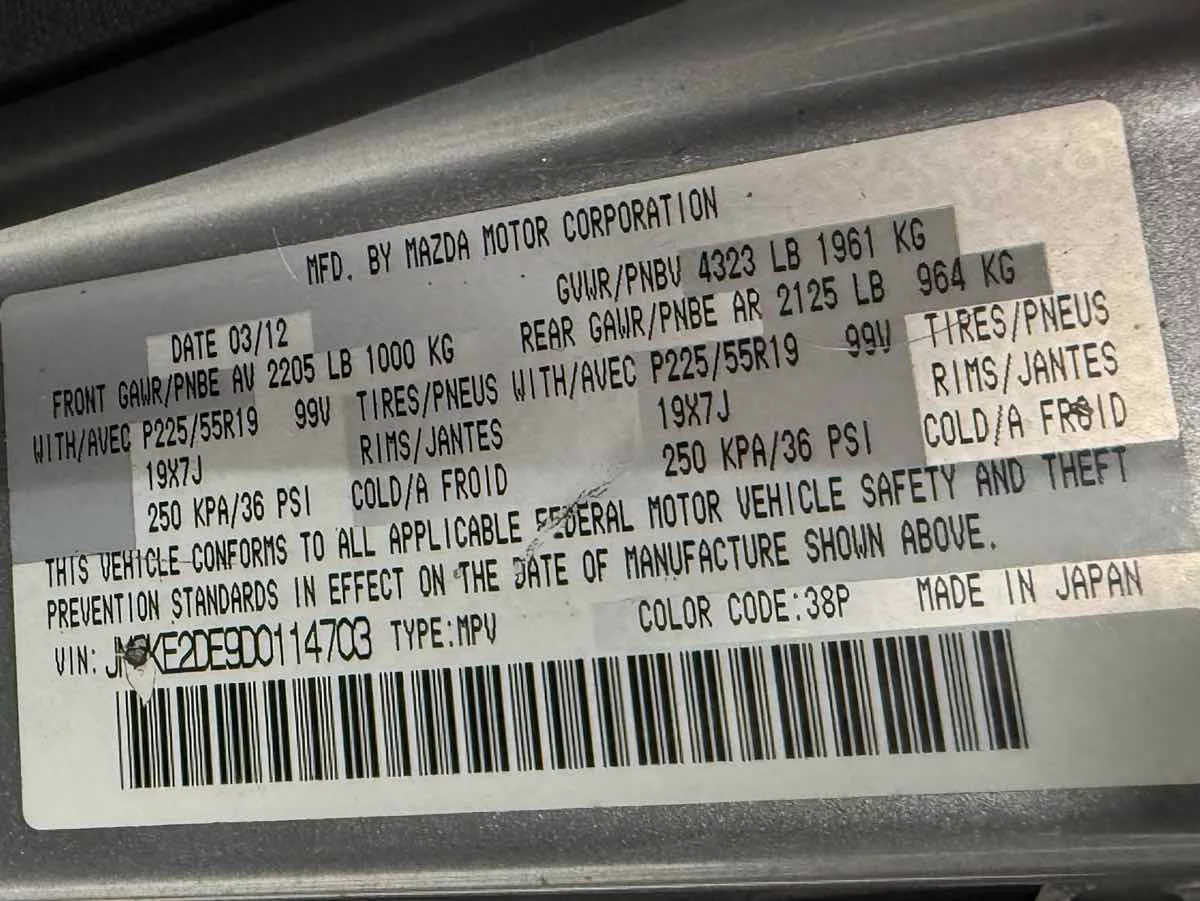 MFD. BY MAZDA MOTOR CORPORATION
DATE 03/12 GVWR/PNBV 4323 LB 1961 KG
FRONT GAWR/PNBE AV 2205 LB 1000 KG REAR GAWR/PNBE AR 2125 LB 964 KG
WITH/AVEC P225/55R19 99V TIRES/PNEUS WITH/AVEC P225/55R19 99V TIRES/PNEUS
19X7J RIMS/JANTES 19X7J RIMS/JANTES
250 KPA/36 PSI COLD/A FROID 250 KPA/36 PSI COLD/A FROID
THIS VEHICLE CONFORMS TO ALL APPLICABLE FEDERAL MOTOR VEHICLE SAFETY AND THEFT
PREVENTION STANDARDS IN EFFECT ON THE DATE OF MANUFACTURE SHOWN ABOVE.
VIN: JM3KE2DE9D0114703 TYPE:MPV COLOR CODE:38P MADE IN JAPAN